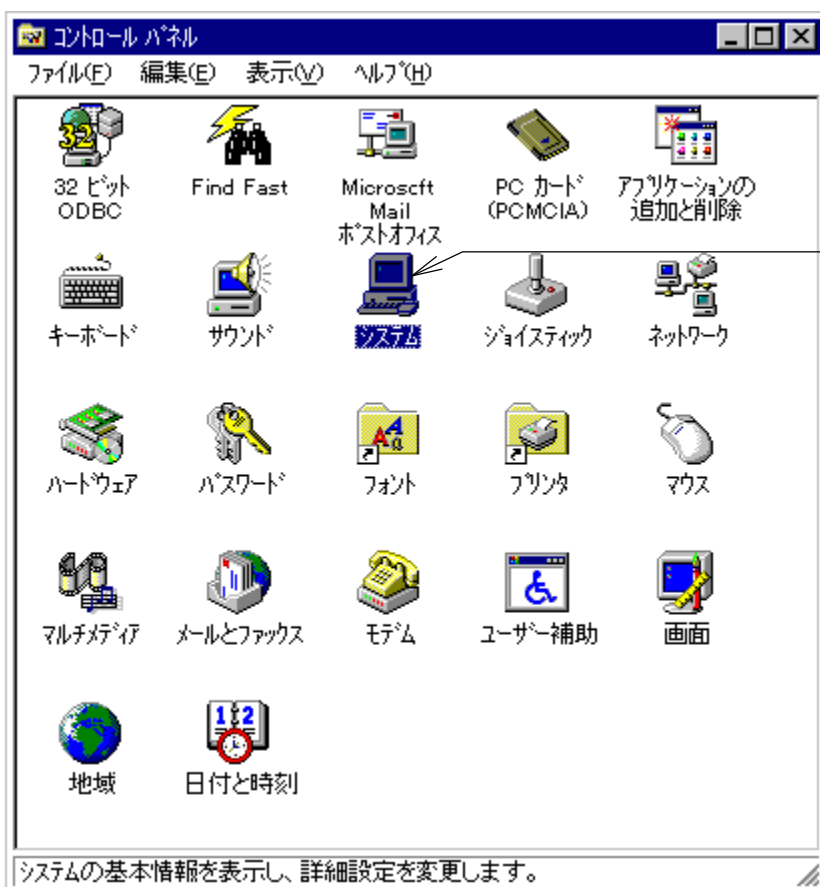 コントロール パネル
ファイル(F) 編集(E) 表示(V) ヘルプ(H)
32 ビット
ODBC
Find Fast
Microscft
Mail
ポストオフィス
PC カード
(PCMCIA)
アプリケーションの
追加と削除
キーボード
サウンド
システム
ジョイスティック
ネットワーク
ハードウェア
パスワード
フォント
プリンタ
マウス
マルチメディア
メールとファックス
モデム
ユーザー補助
画面
地域
日付と時刻
システムの基本情報を表示し、詳細設定を変更します。